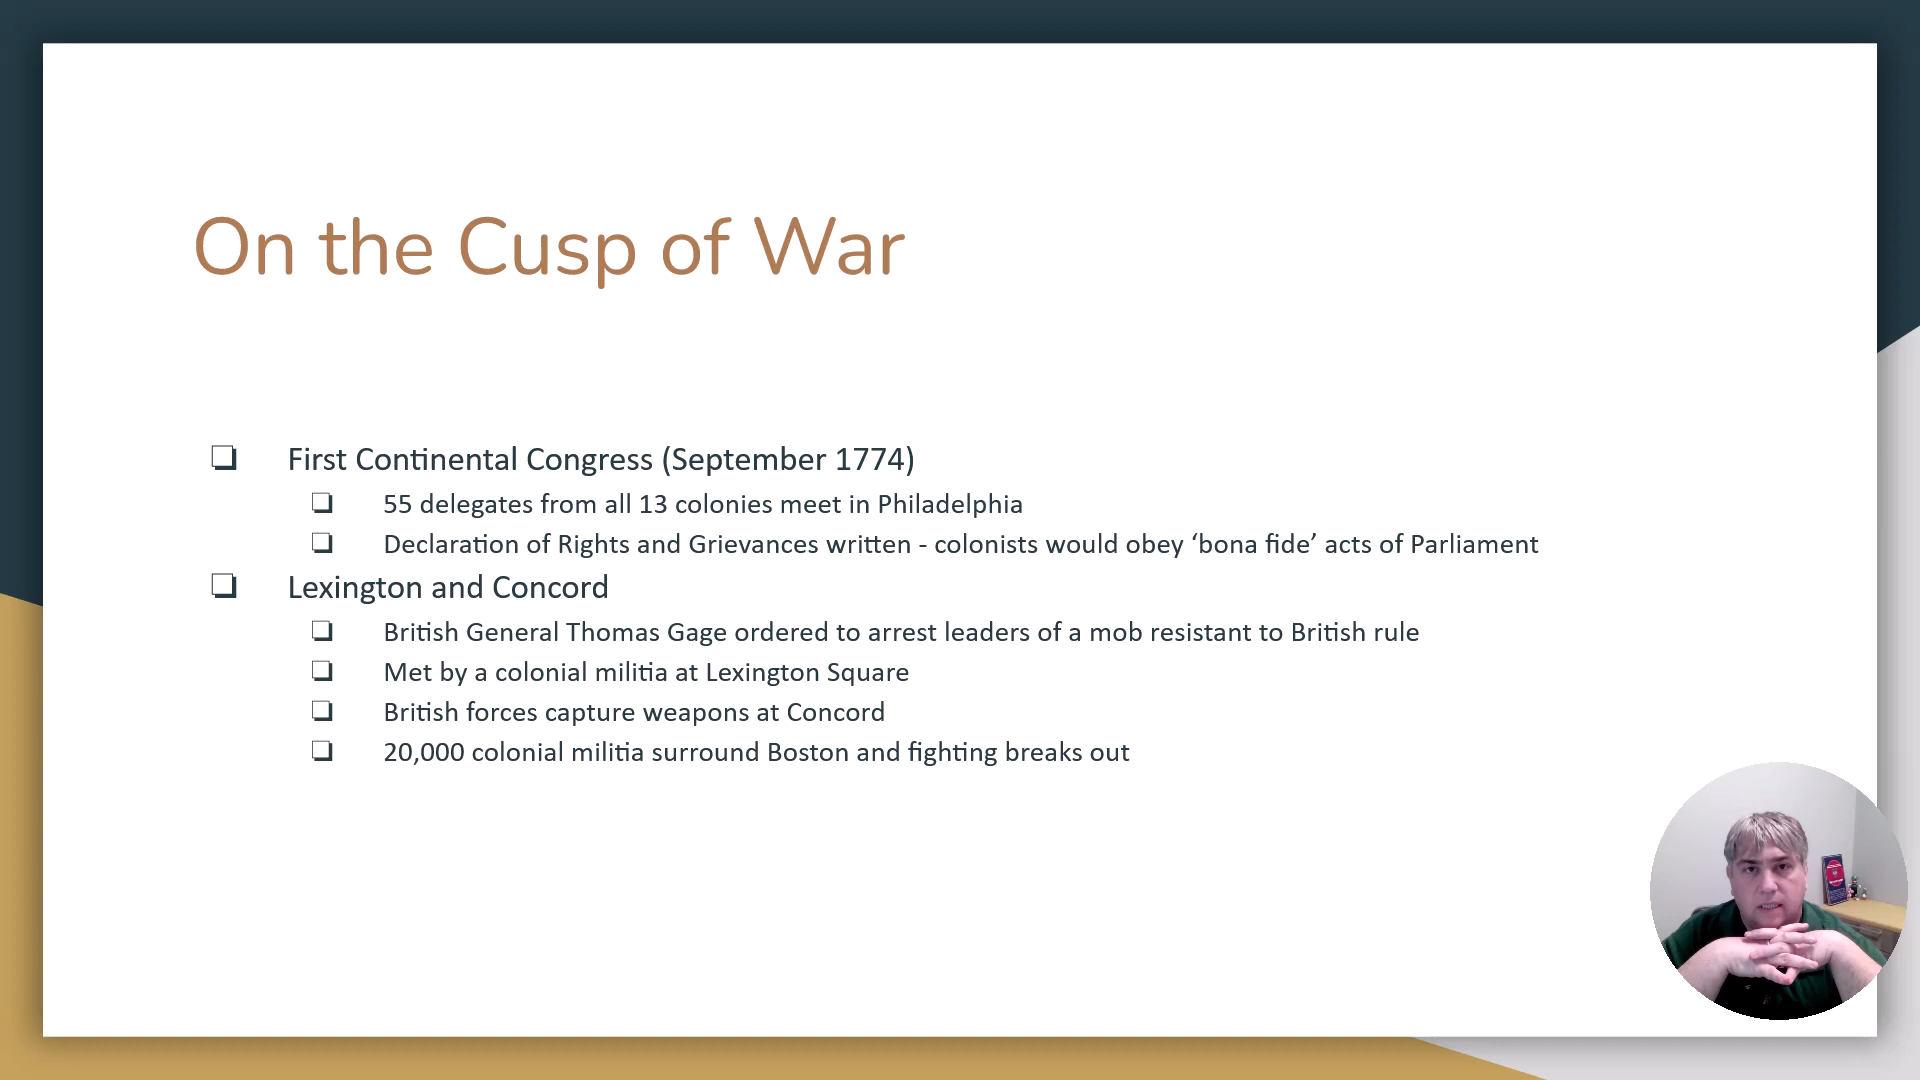 On the Cusp of War
❏ First Continental Congress (September 1774)
❏ 55 delegates from all 13 colonies meet in Philadelphia
❏ Declaration of Rights and Grievances written - colonists would obey ‘bona fide’ acts of Parliament
❏ Lexington and Concord
❏ British General Thomas Gage ordered to arrest leaders of a mob resistant to British rule
❏ Met by a colonial militia at Lexington Square
❏ British forces capture weapons at Concord
❏ 20,000 colonial militia surround Boston and fighting breaks out